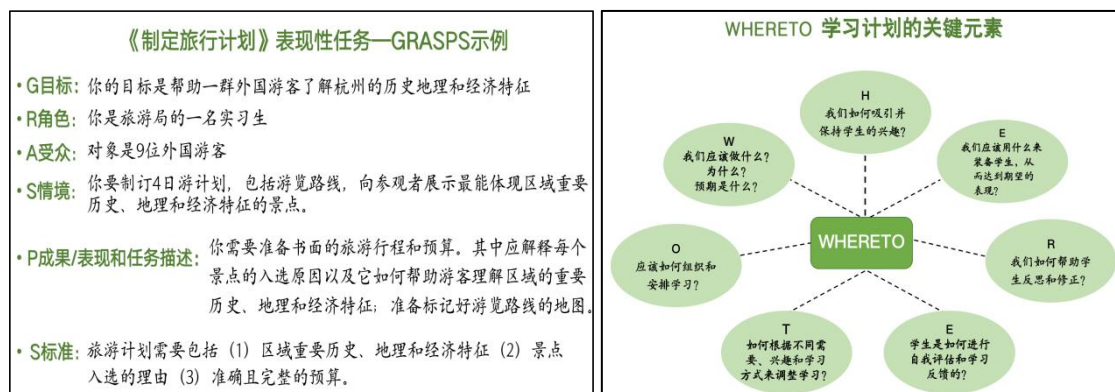 《制定旅行计划》表现性任务—GRASPS示例
• G目标：你的目标是帮助一群外国游客了解杭州的历史地理和经济特征
• R角色：你是旅游局的一名实习生
• A受众：对象是9位外国游客
• S情境：你要制订4日游计划，包括游览路线，向参观者展示最能体现区域重要
历史、地理和经济特征的景点。
• P成果/表现和任务描述：你需要准备书面的旅游行程和预算。其中应解释每个
景点的入选原因以及它如何帮助游客理解区域的重要
历史、地理和经济特征；准备标记好游览路线的地图。
• S标准：旅游计划需要包括（1）区域重要历史、地理和经济特征（2）景点
入选的理由（3）准确且完整的预算。
WHERETO 学习计划的关键元素
H
我们如何吸引并
保持学生的兴趣？
W
我们应该做什么？
为什么？
预期是什么？
E
我们应该用什么来
装备学生，从
而达到期望的
表现？
WHERETO
O
应该如何组织和
安排学习？
R
我们如何帮助学
生反思和修正？
T
如何根据不同需
要、兴趣和学习
方式来调整学习？
E
学生是如何进行
自我评估和学习
反馈的？